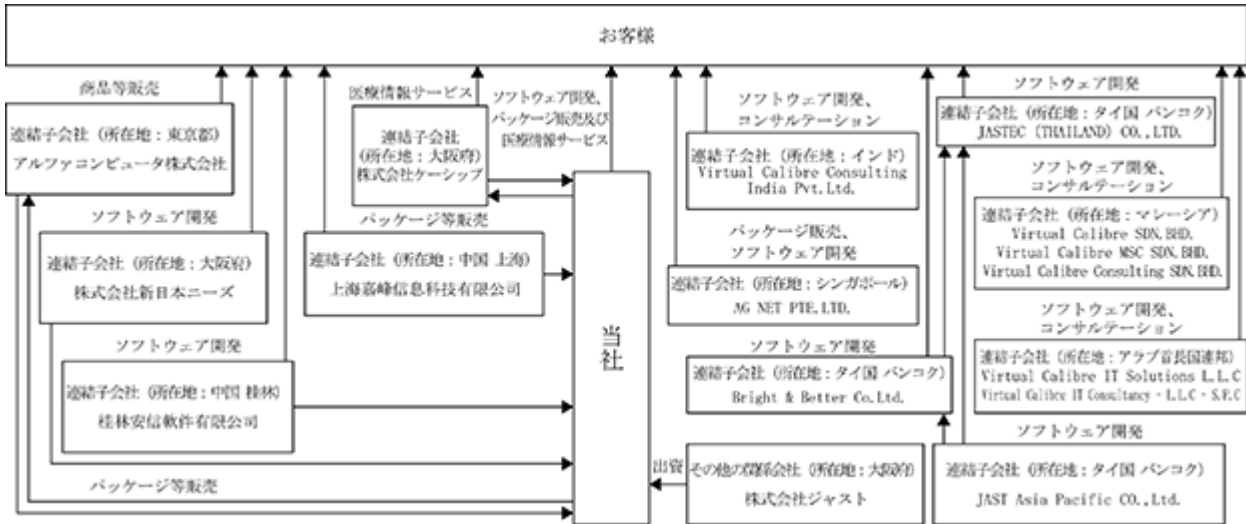 お客様
商品等販売
連結子会社（所在地：東京都）
アルファコンピュータ株式会社
ソフトウェア開発
連結子会社（所在地：大阪府）
株式会社新日本ニーズ
ソフトウェア開発
連結子会社（所在地：中国 桂林）
桂林安信軟件有限公司
パッケージ等販売
医療情報サービス
連結子会社
（所在地：大阪府）
株式会社ケーシップ
パッケージ等販売
連結子会社（所在地：中国 上海）
上海嘉峰信息科技有限公司
ソフトウェア開発、
パッケージ販売及び
医療情報サービス
当社
出資
ソフトウェア開発、
コンサルテーション
連結子会社（所在地：インド）
Virtual Calibre Consulting
India Pvt.Ltd.
パッケージ販売、
ソフトウェア開発
連結子会社（所在地：シンガポール）
AG NET PTE.LTD.
ソフトウェア開発
連結子会社（所在地：タイ国 バンコク）
Bright & Better Co.Ltd.
その他の関係会社（所在地：大阪府）
株式会社ジャスト
ソフトウェア開発
連結子会社（所在地：タイ国 バンコク）
JASTEC (THAILAND) CO.,LTD.
ソフトウェア開発、
コンサルテーション
連結子会社（所在地：マレーシア）
Virtual Calibre SDN.BHD.
Virtual Calibre MSC SDN.BHD.
Virtual Calibre Consulting SDN.BHD.
ソフトウェア開発、
コンサルテーション
連結子会社（所在地：アラブ首長国連邦）
Virtual Calibre IT Solutions L.L.C
Virtual Calibre IT Consultancy - L.L.C - S.P.C
ソフトウェア開発
連結子会社（所在地：タイ国 バンコク）
JAST Asia Pacific CO.,Ltd.